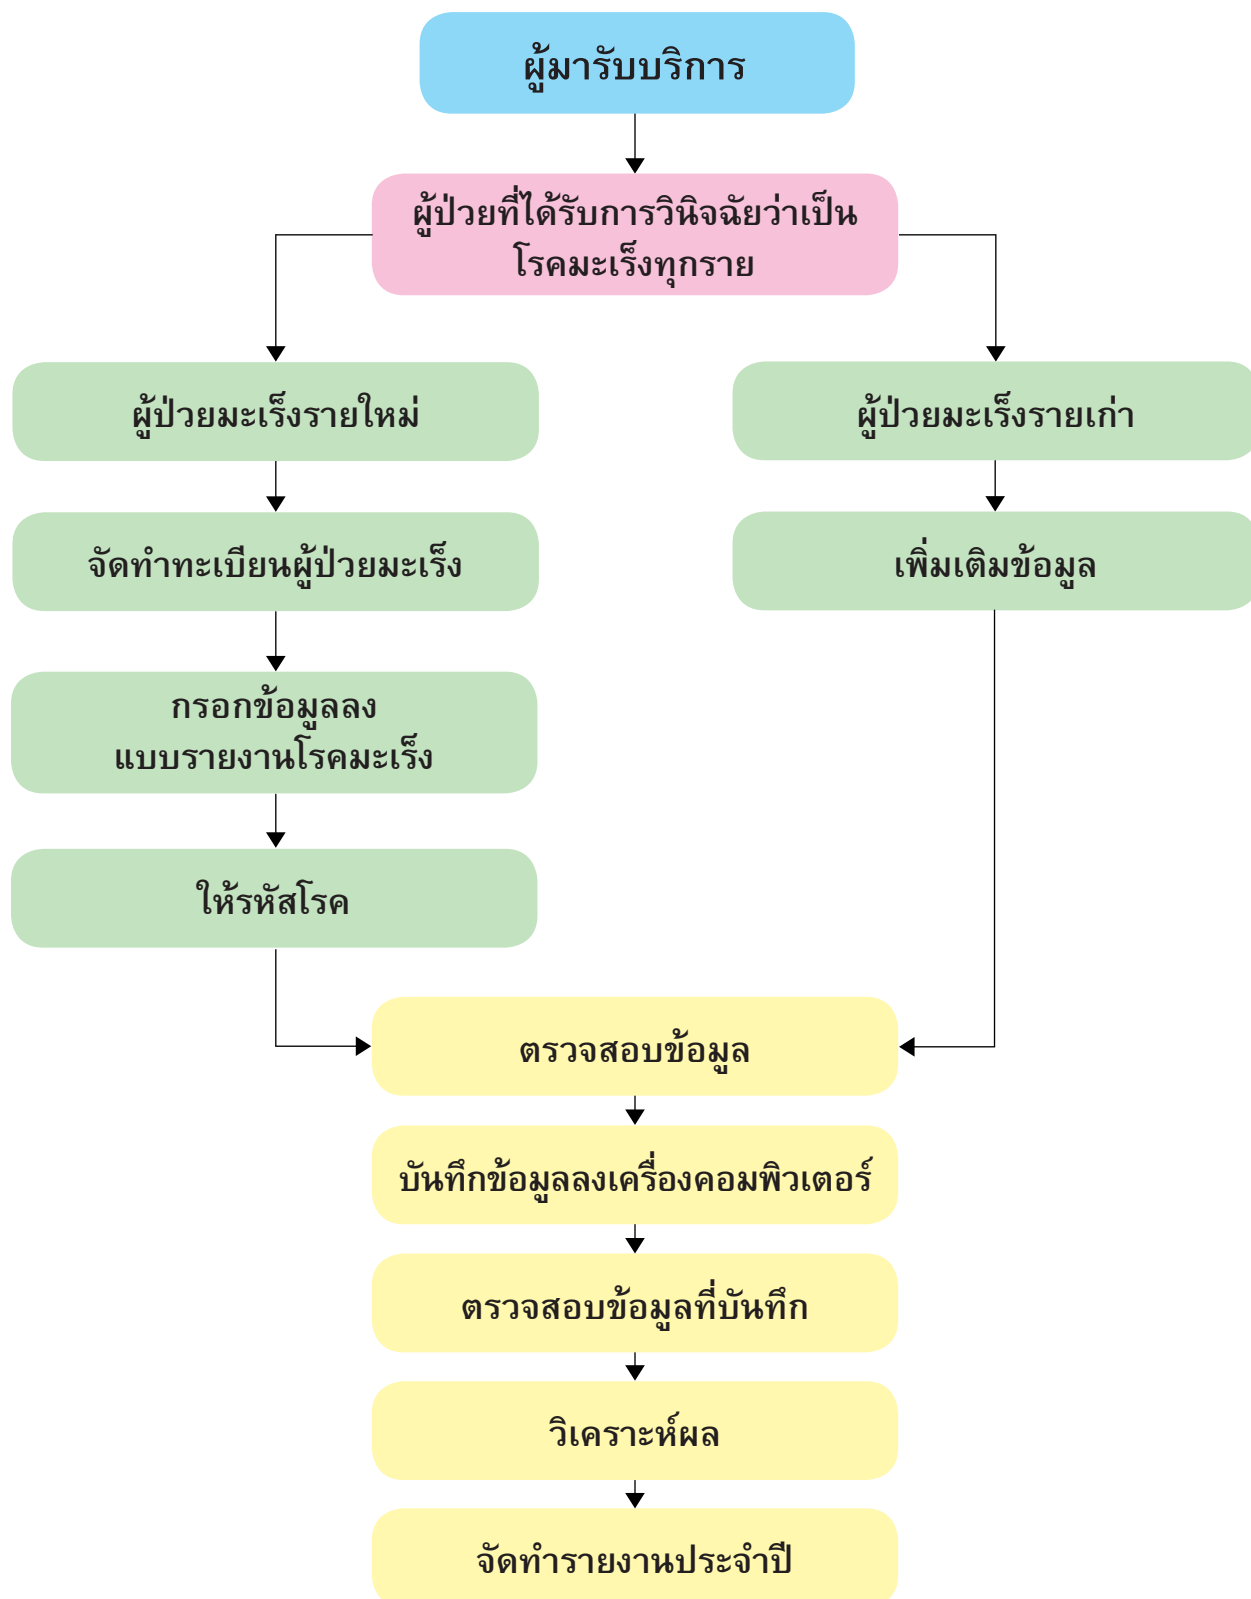 ผู้มารับบริการ
ผู้ป่วยที่ได้รับการวินิจฉัยว่าเป็น
โรคมะเร็งทุกราย
ผู้ป่วยมะเร็งรายใหม่
ผู้ป่วยมะเร็งรายเก่า
จัดทำทะเบียนผู้ป่วยมะเร็ง
เพิ่มเติมข้อมูล
กรอกข้อมูลลง
แบบรายงานโรคมะเร็ง
ให้รหัสโรค
ตรวจสอบข้อมูล
บันทึกข้อมูลลงเครื่องคอมพิวเตอร์
ตรวจสอบข้อมูลที่บันทึก
วิเคราะห์ผล
จัดทำรายงานประจำปี